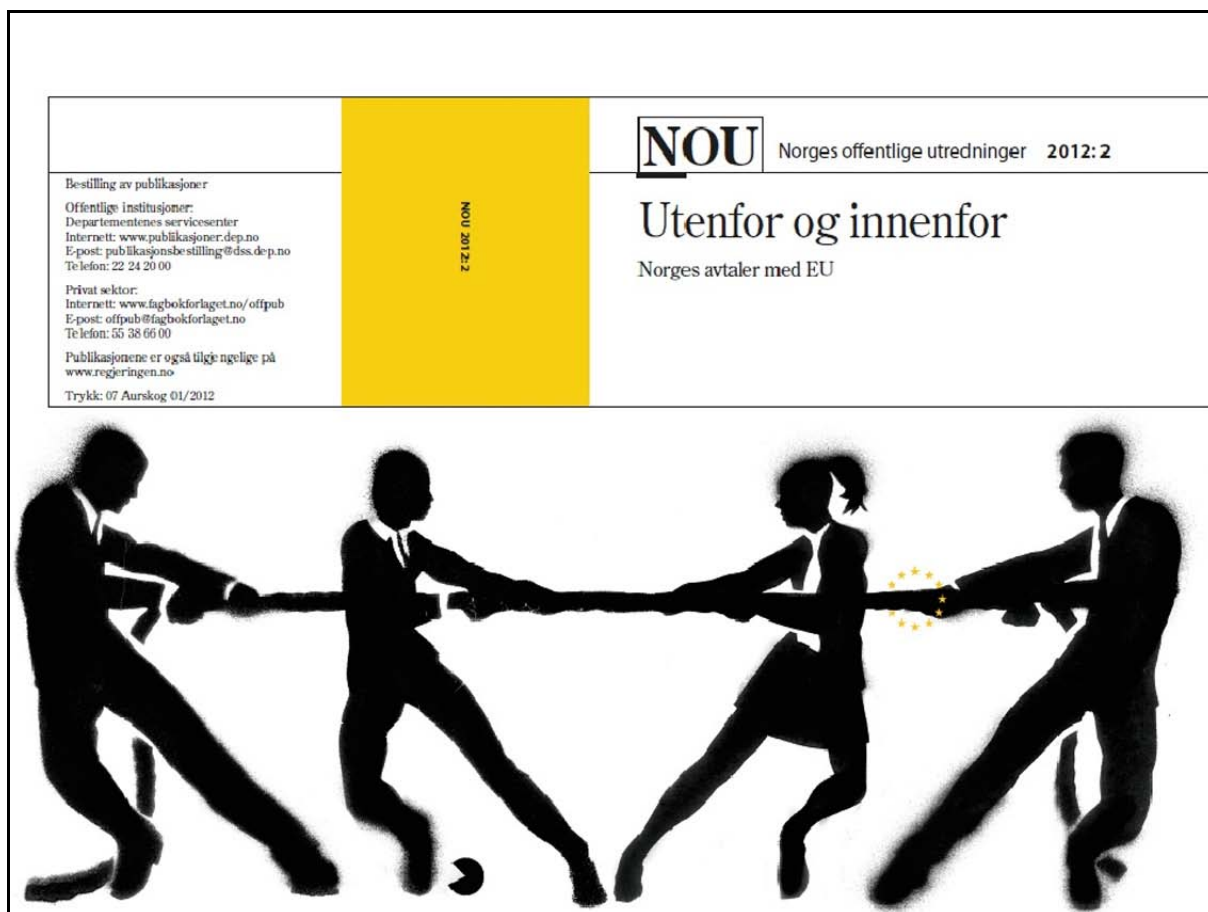 Bestilling av publikasjoner
Offentlige institusjoner:
Departementenes servicesenter
Internett: www.publikasjoner.dep.no
E-post: publikasjonsbestilling@dss.dep.no
Telefon: 22 24 20 00
Privat sektor:
Internett: www.fagbokforlaget.no/offpub
E-post: offpub@fagbokforlaget.no
Telefon: 55 38 66 00
Publikasjonene er også tilgjengelige på
www.regjeringen.no
Trykk: 07 Aurskog 01/2012
NOU 2012: 2
NOU Norges offentlige utredninger 2012: 2
Utenfor og innenfor
Norges avtaler med EU